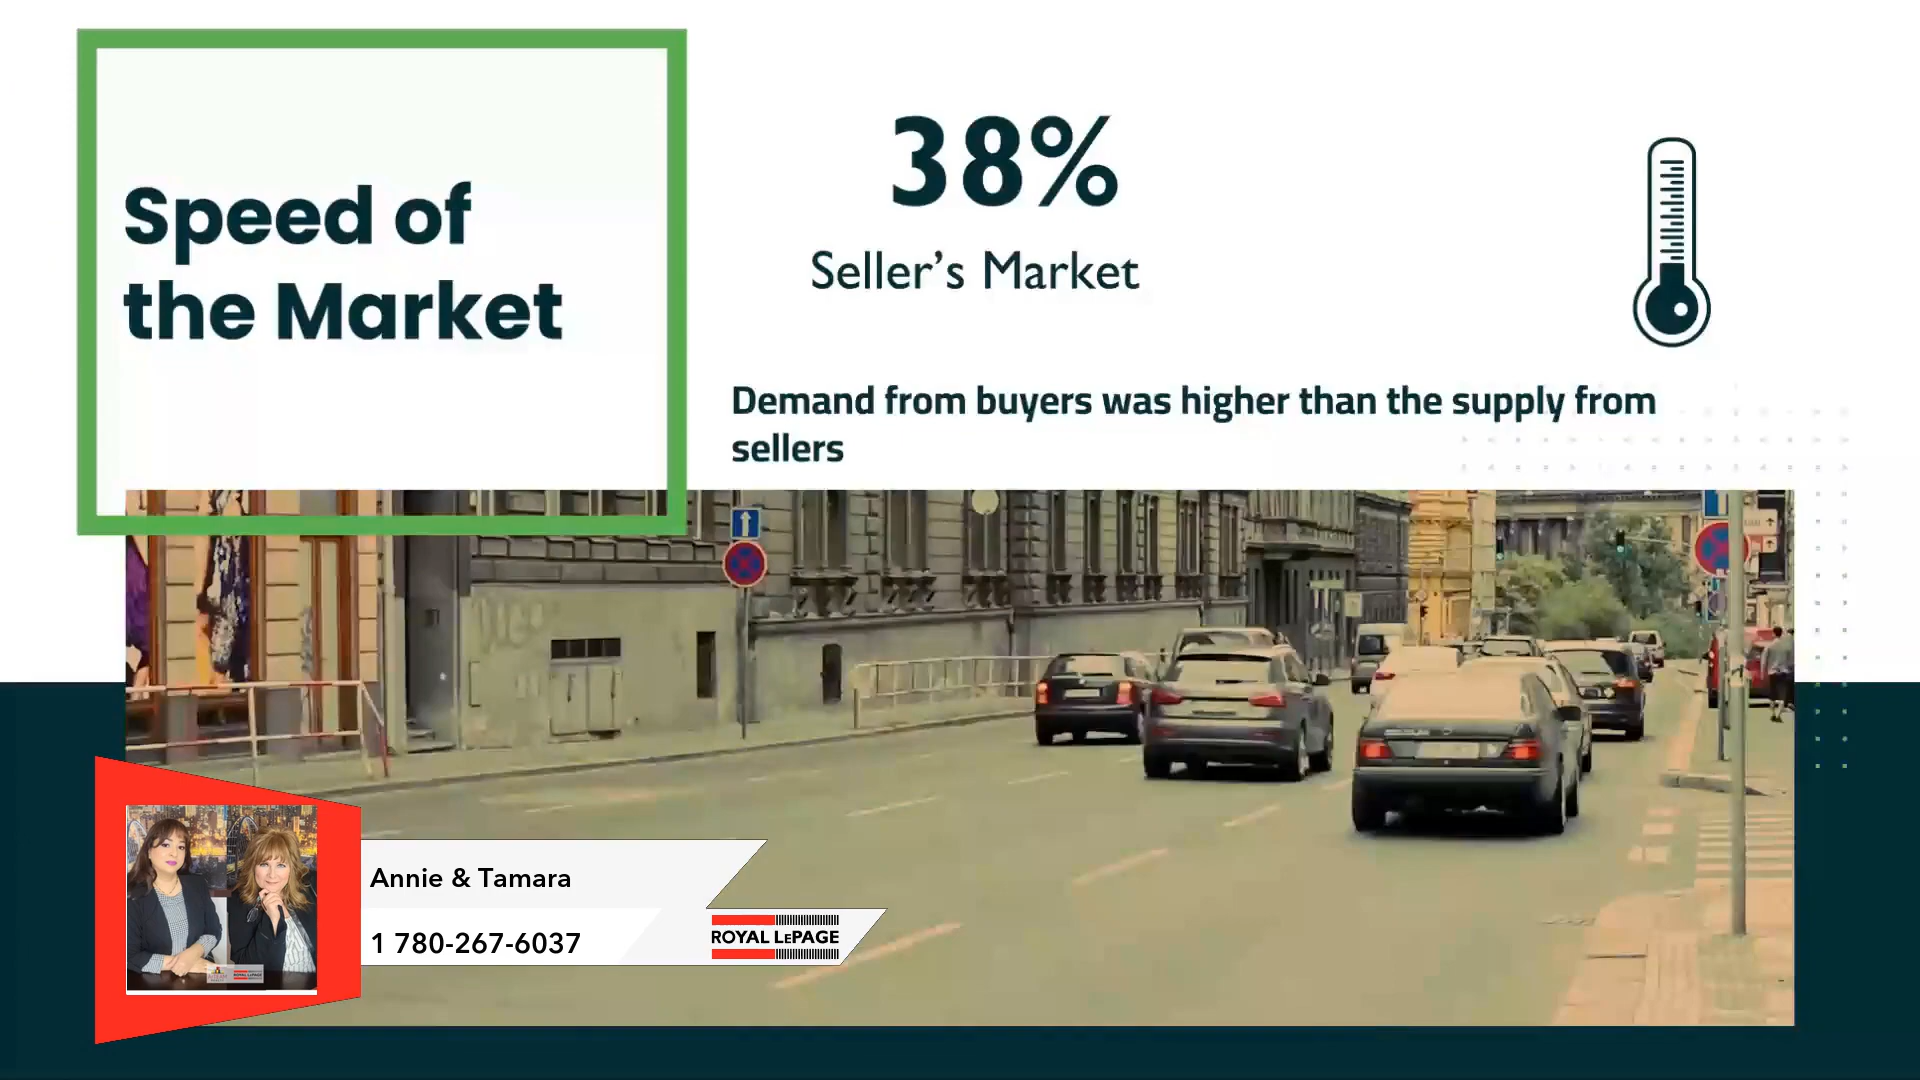 Speed of
the Market
38%
Seller’s Market
Demand from buyers was higher than the supply from
sellers
Annie & Tamara
1 780-267-6037
ROYAL LEPAGE